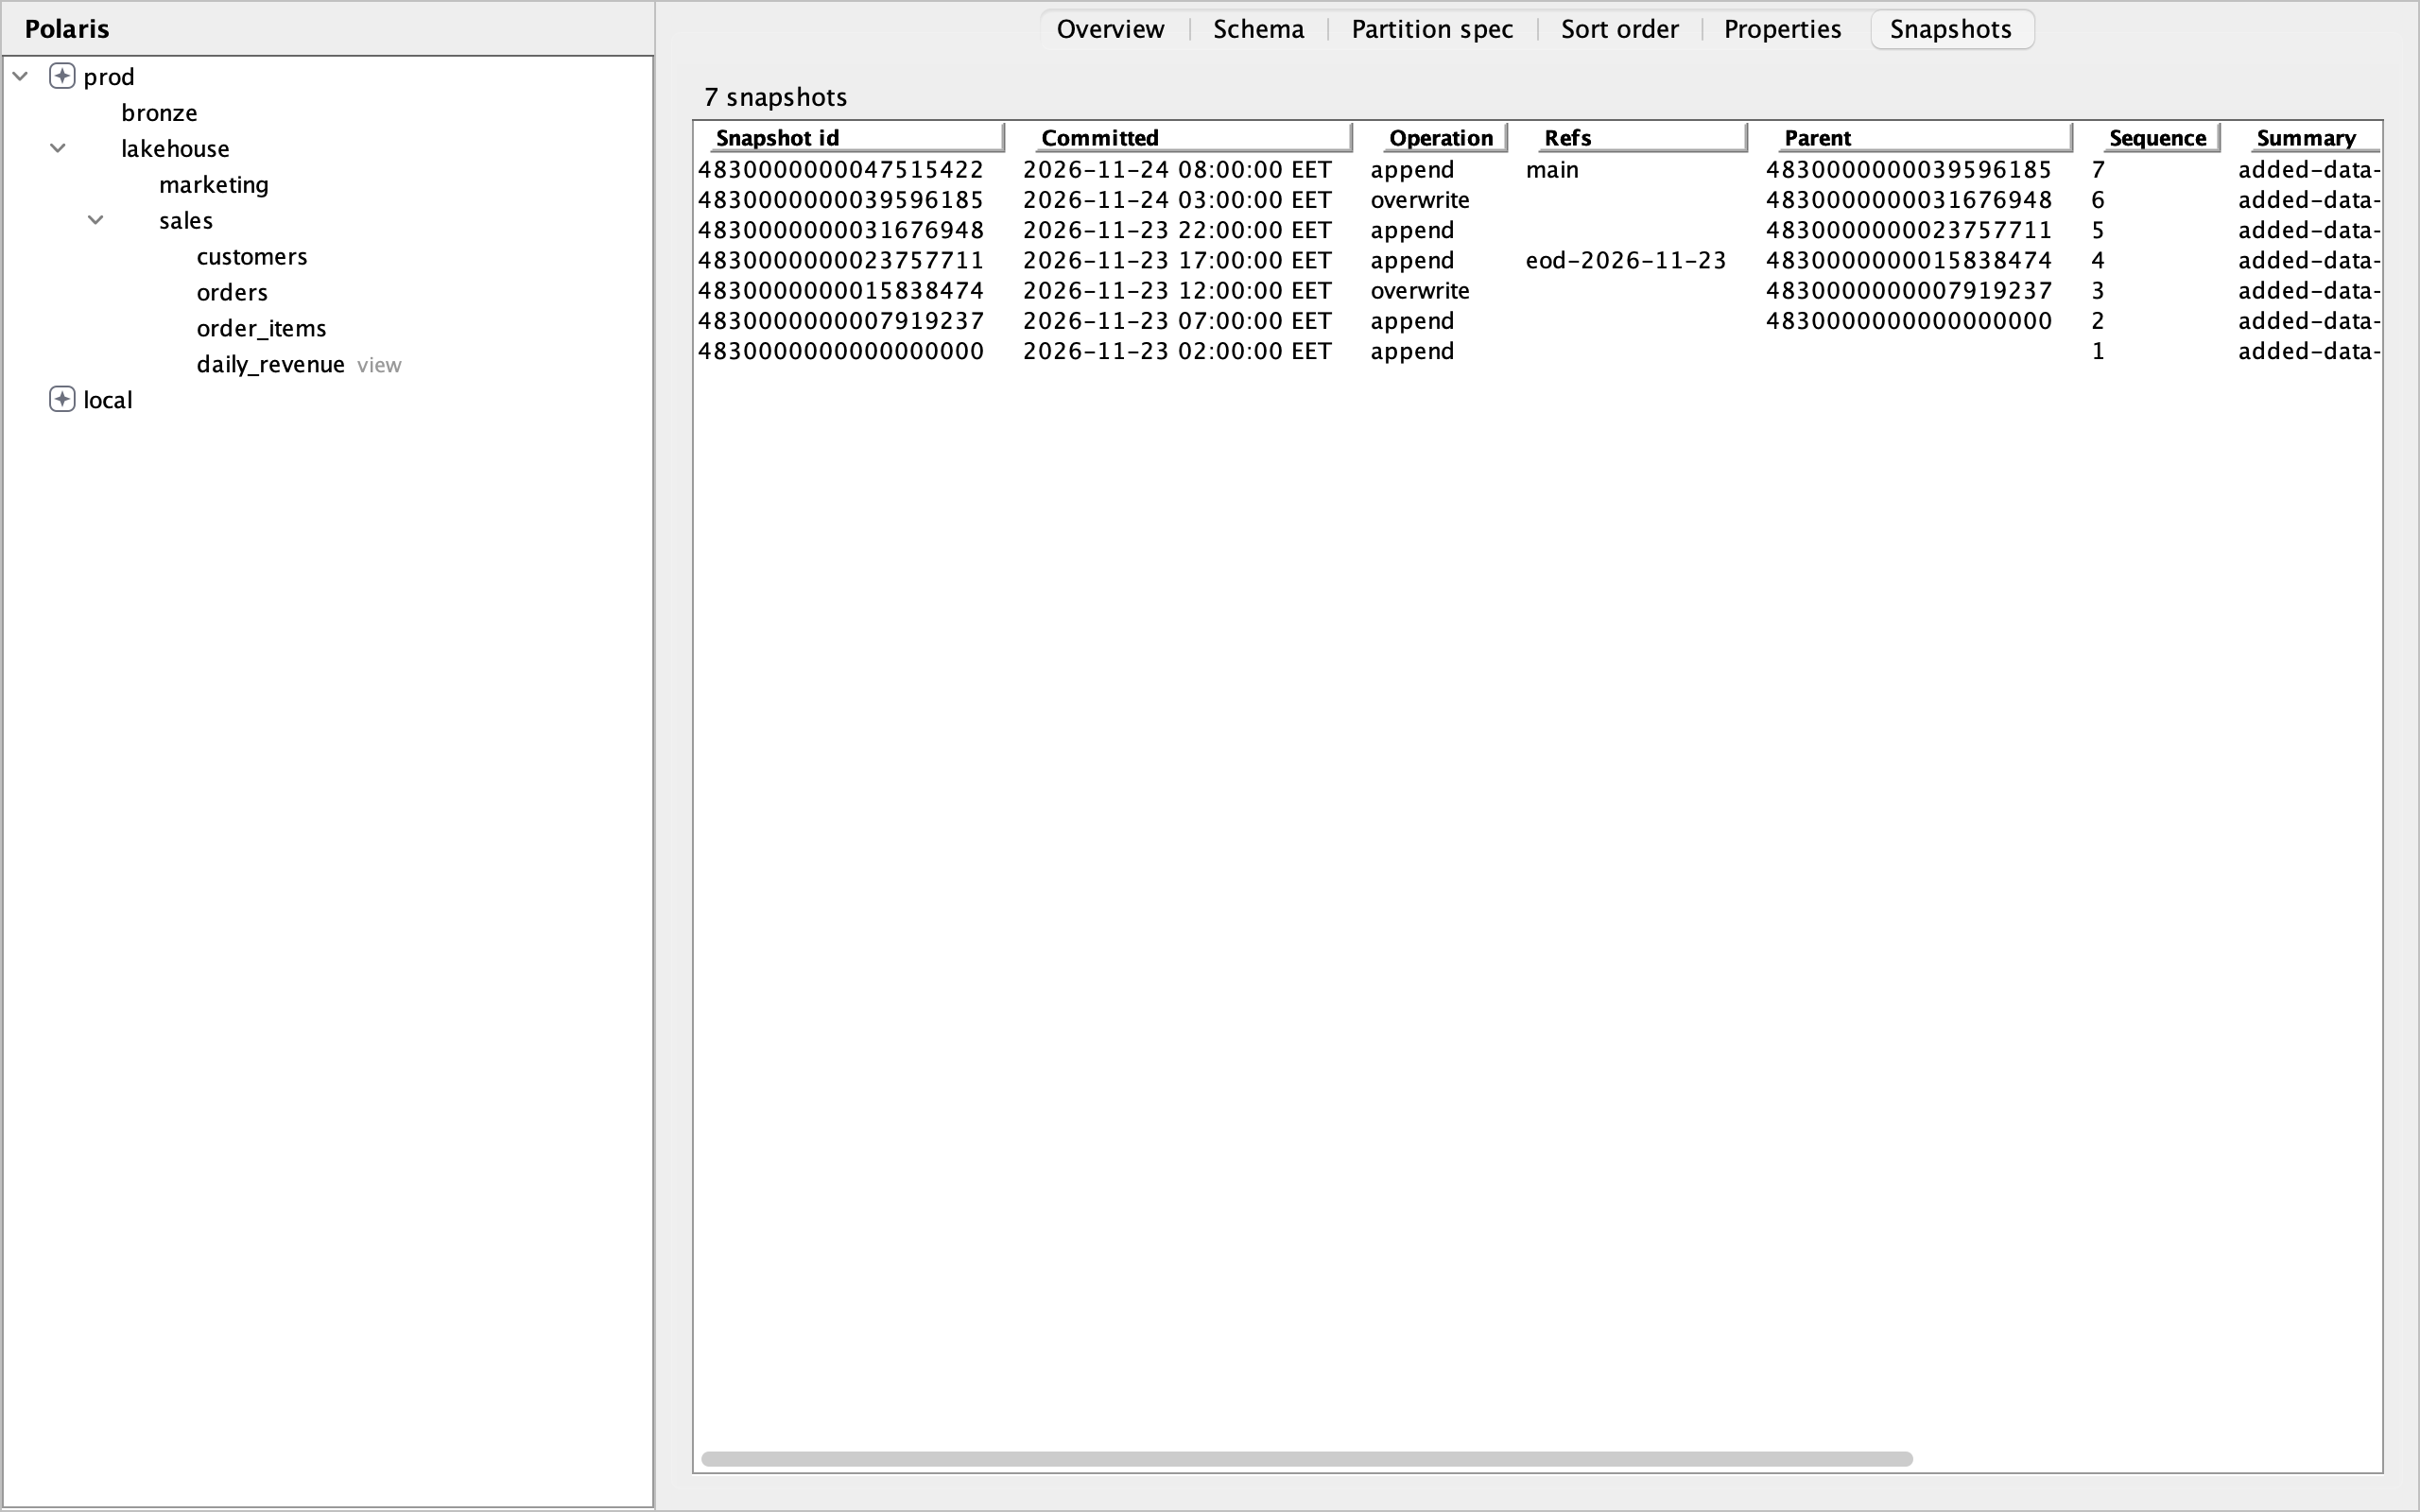 Polaris
prod
bronze
lakehouse
marketing
sales
customers
orders
order_items
daily_revenue view
local
Overview Schema Partition spec Sort order Properties Snapshots
7 snapshots
Snapshot id Committed Operation Refs Parent Sequence Summary
4830000000047515422 2026-11-24 08:00:00 EET append main 4830000000039596185 7 added-data-
4830000000039596185 2026-11-24 03:00:00 EET overwrite 4830000000031676948 6 added-data-
4830000000031676948 2026-11-23 22:00:00 EET append 4830000000023757711 5 added-data-
4830000000023757711 2026-11-23 17:00:00 EET append eod-2026-11-23 4830000000015838474 4 added-data-
4830000000015838474 2026-11-23 12:00:00 EET overwrite 4830000000007919237 3 added-data-
4830000000007919237 2026-11-23 07:00:00 EET append 4830000000000000000 2 added-data-
4830000000000000000 2026-11-23 02:00:00 EET append 1 added-data-